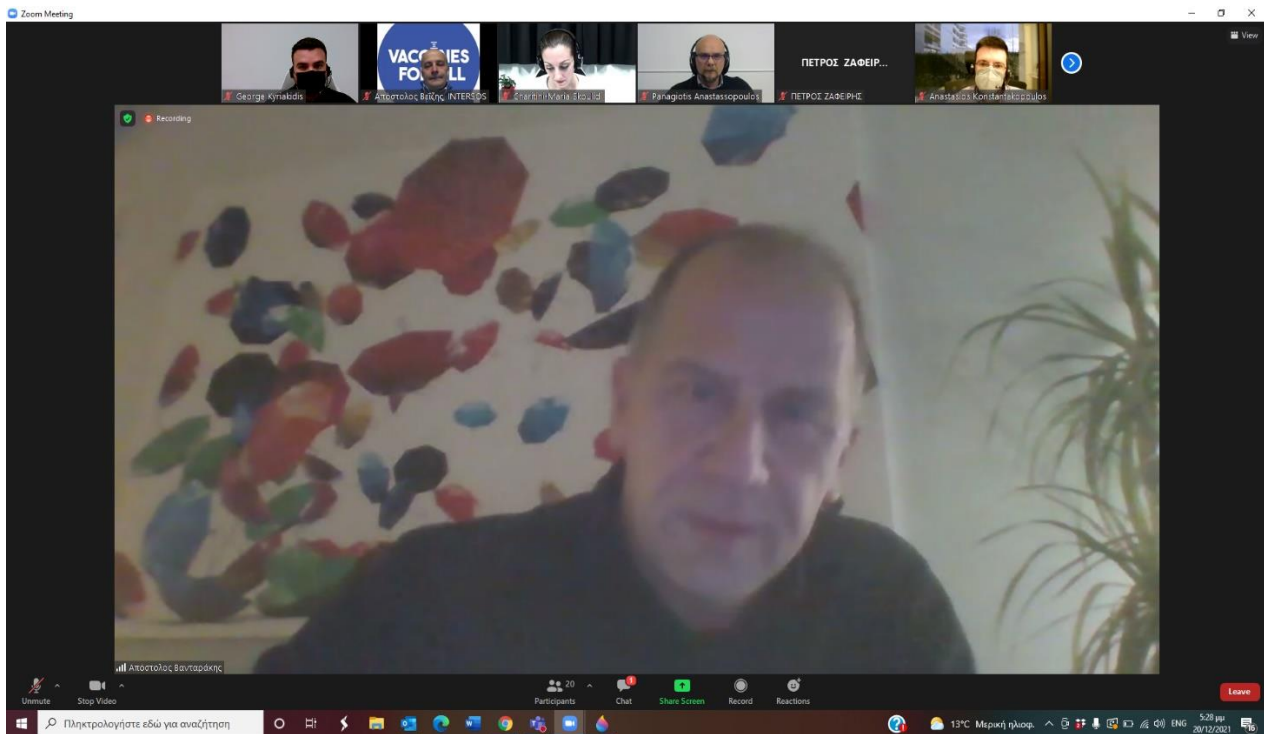 Zoom Meeting
View
VACCINES
FOR ALL
ΠΕΤΡΟΣ ΖΑΦΕΙΡ...
George Kyriakidis
Απόστολος Βεΐζης, INTERSOS
Panagiotis Anastassopoulos
ΠΕΤΡΟΣ ΖΑΦΕΙΡΗΣ
Anastasios Konstantakopoulos
Recording
Απόστολος Βανταράκης
Unmute
Stop Video
20
Participants
1
Chat
Share Screen
Record
Reactions
Leave
Πληκτρολογήστε εδώ για αναζήτηση
13°C Μερική ηλιοφ.
ENG
5:28 μμ
20/12/2021
16